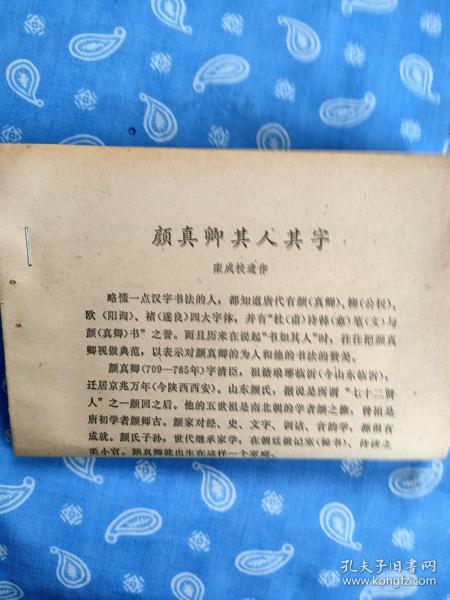 颜真卿其人其字
栾成校遗作
略懂一点汉字书法的人，都知道唐代有颜（真卿）、柳（公权）、
欧（阳洵）、褚（遂良）四大字体，并有“杜（甫）诗韩（愈）笔（文）与
颜（真卿）书”之誉。而且历来在说起“书如其人”时，往往把颜真
卿视做典范，以表示对颜真卿的为人和他的书法的赞美。
颜真卿（709—785年）字清臣，祖籍琅琊临沂（今山东临沂），
迁居京兆万年（今陕西西安）。山东颜氏，据说是所谓“七十二贤
人”之一颜回之后。他的五世祖是南北朝的学者颜之推，曾祖是
唐初学者颜师古。颜家对经、史、文字、训诂、音韵学，都很有
成就。颜氏子孙，世代继承家学，在朝廷做记室（秘书）、侍读之
类小官。颜真卿就出生在这样一个家庭。
孔夫子旧书网
www.kongfz.com